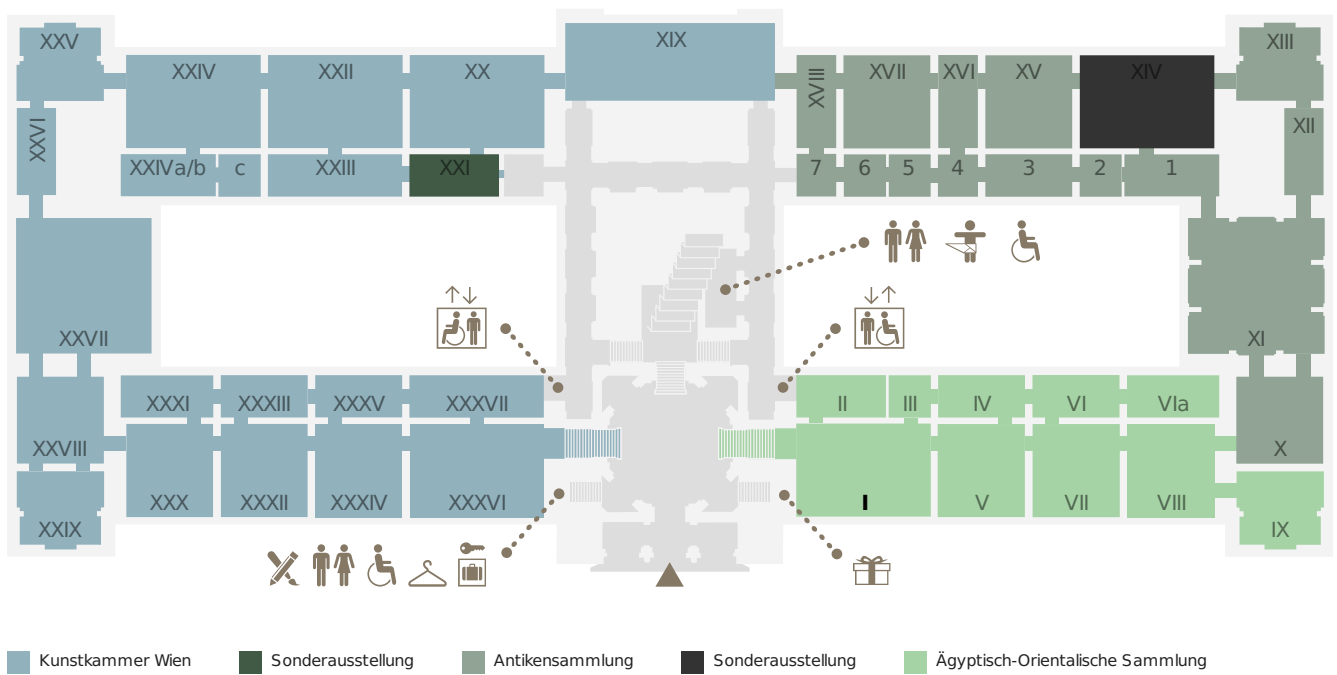 XXV
XXIV
XXII
XX
XIX
XVIII
XVII
XVI
XV
XIV
XIII
XXVI
XII
XXIVa/b
c
XXIII
XXI
7
6
5
4
3
2
1
XXVII
XI
XXXI
XXXIII
XXXV
XXXVII
II
III
IV
VI
VIa
XXVIII
X
XXX
XXXII
XXXIV
XXXVI
I
V
VII
VIII
XXIX
IX
Kunstkammer Wien
Sonderausstellung
Antikensammlung
Sonderausstellung
Ägyptisch-Orientalische Sammlung